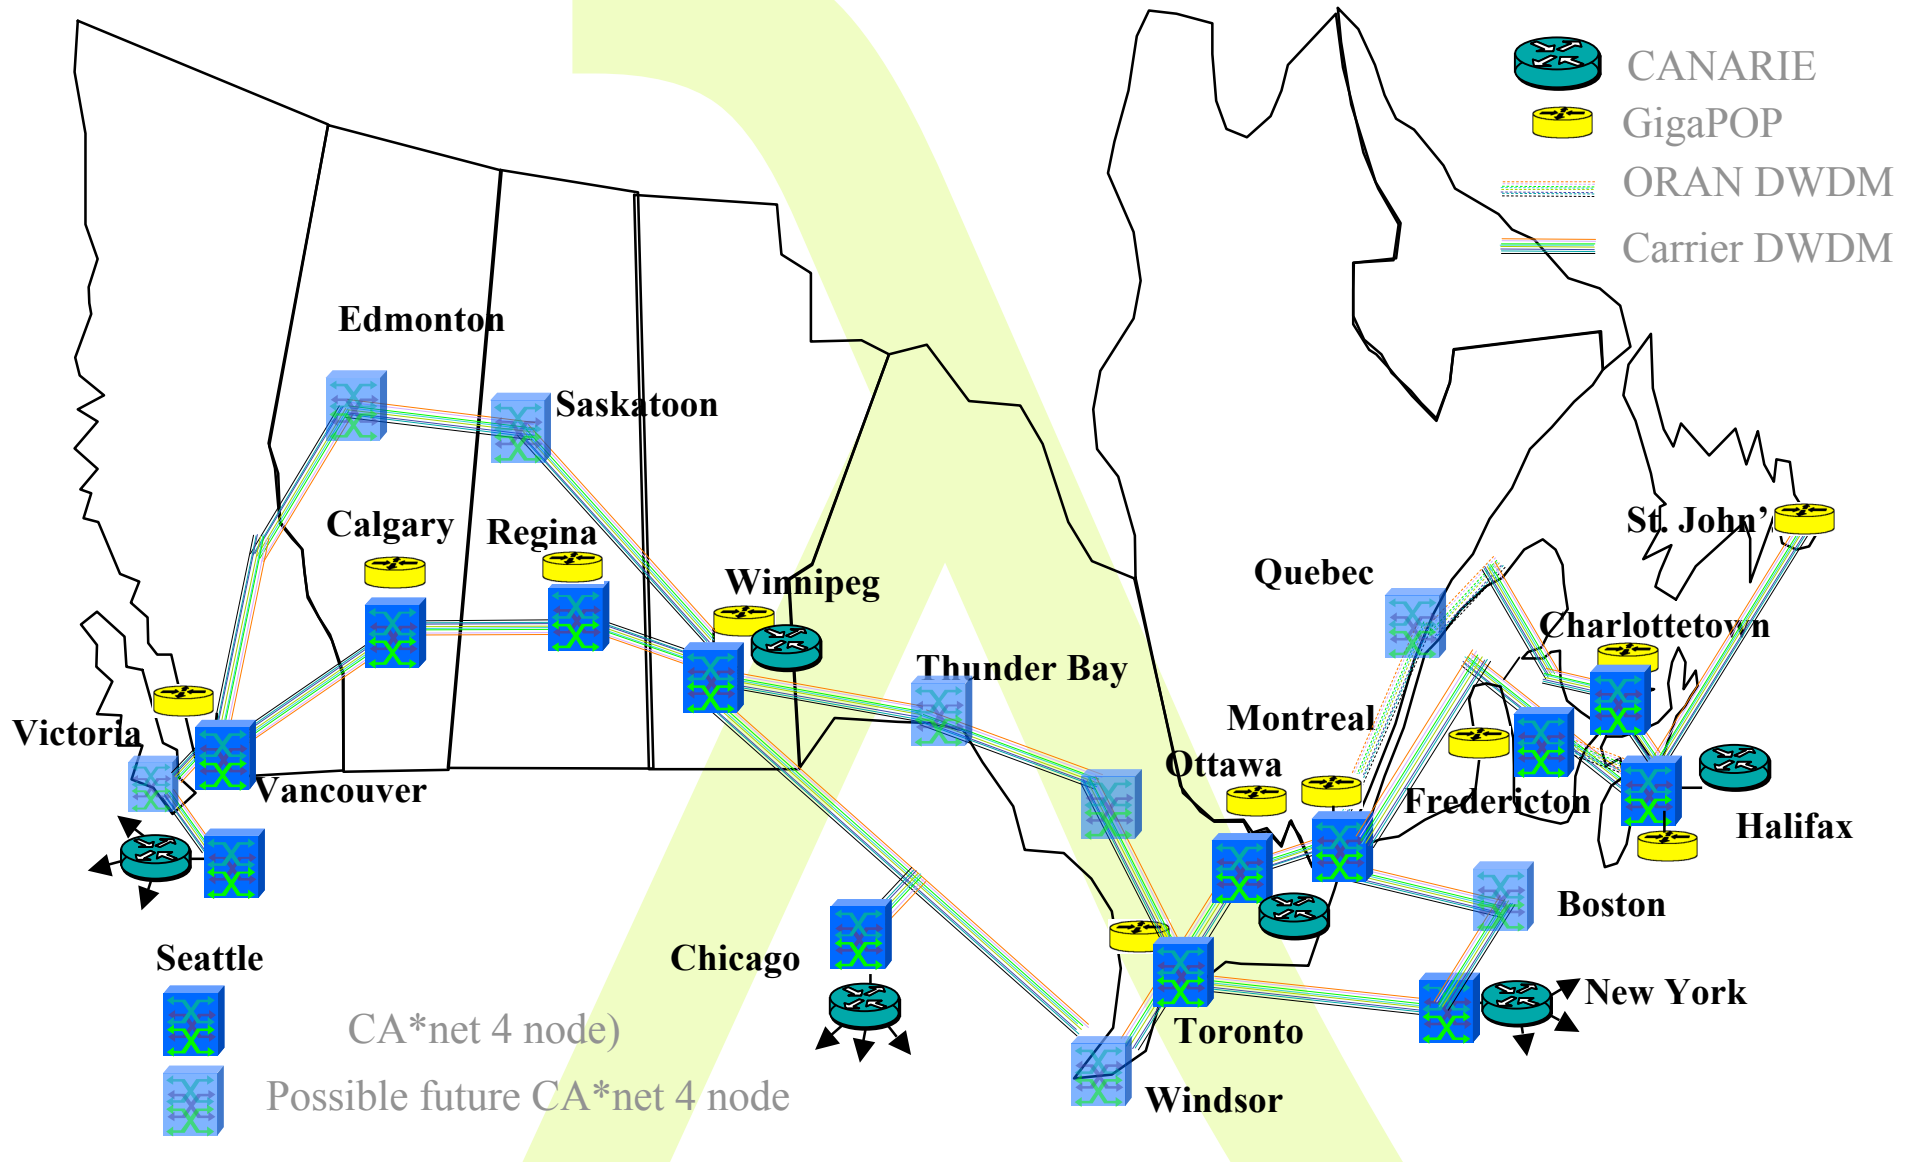 CANARIE
GigaPOP
ORAN DWDM
Carrier DWDM
Edmonton
Saskatoon
Calgary
Regina
Winnipeg
St. John'
Quebec
Charlottetown
Thunder Bay
Victoria
Montreal
Ottawa
Vancouver
Fredericton
Halifax
Boston
Seattle
Chicago
New York
CA*net 4 node)
Toronto
Possible future CA*net 4 node
Windsor